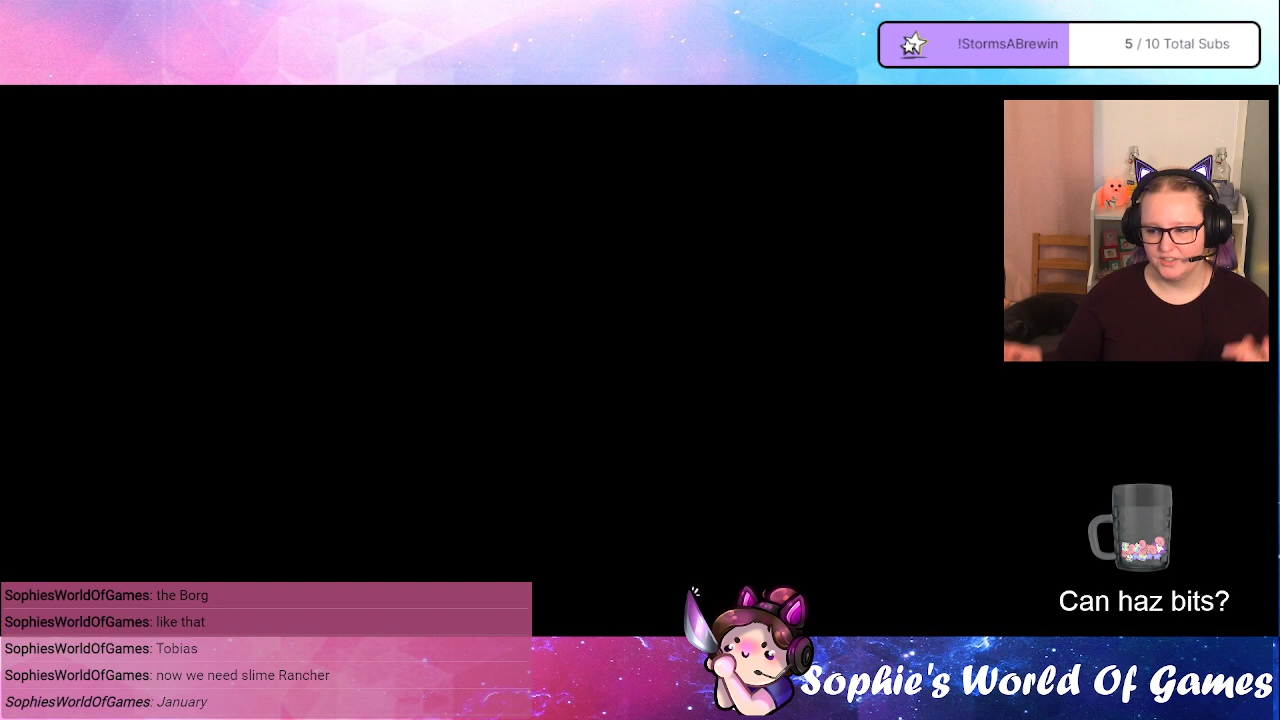 !StormsABrewin 5 / 10 Total Subs
Can haz bits?
SophiesWorldOfGames: the Borg
SophiesWorldOfGames: like that
SophiesWorldOfGames: Tobias
SophiesWorldOfGames: now we need slime Rancher
SophiesWorldOfGames: January
Sophie's World Of Games